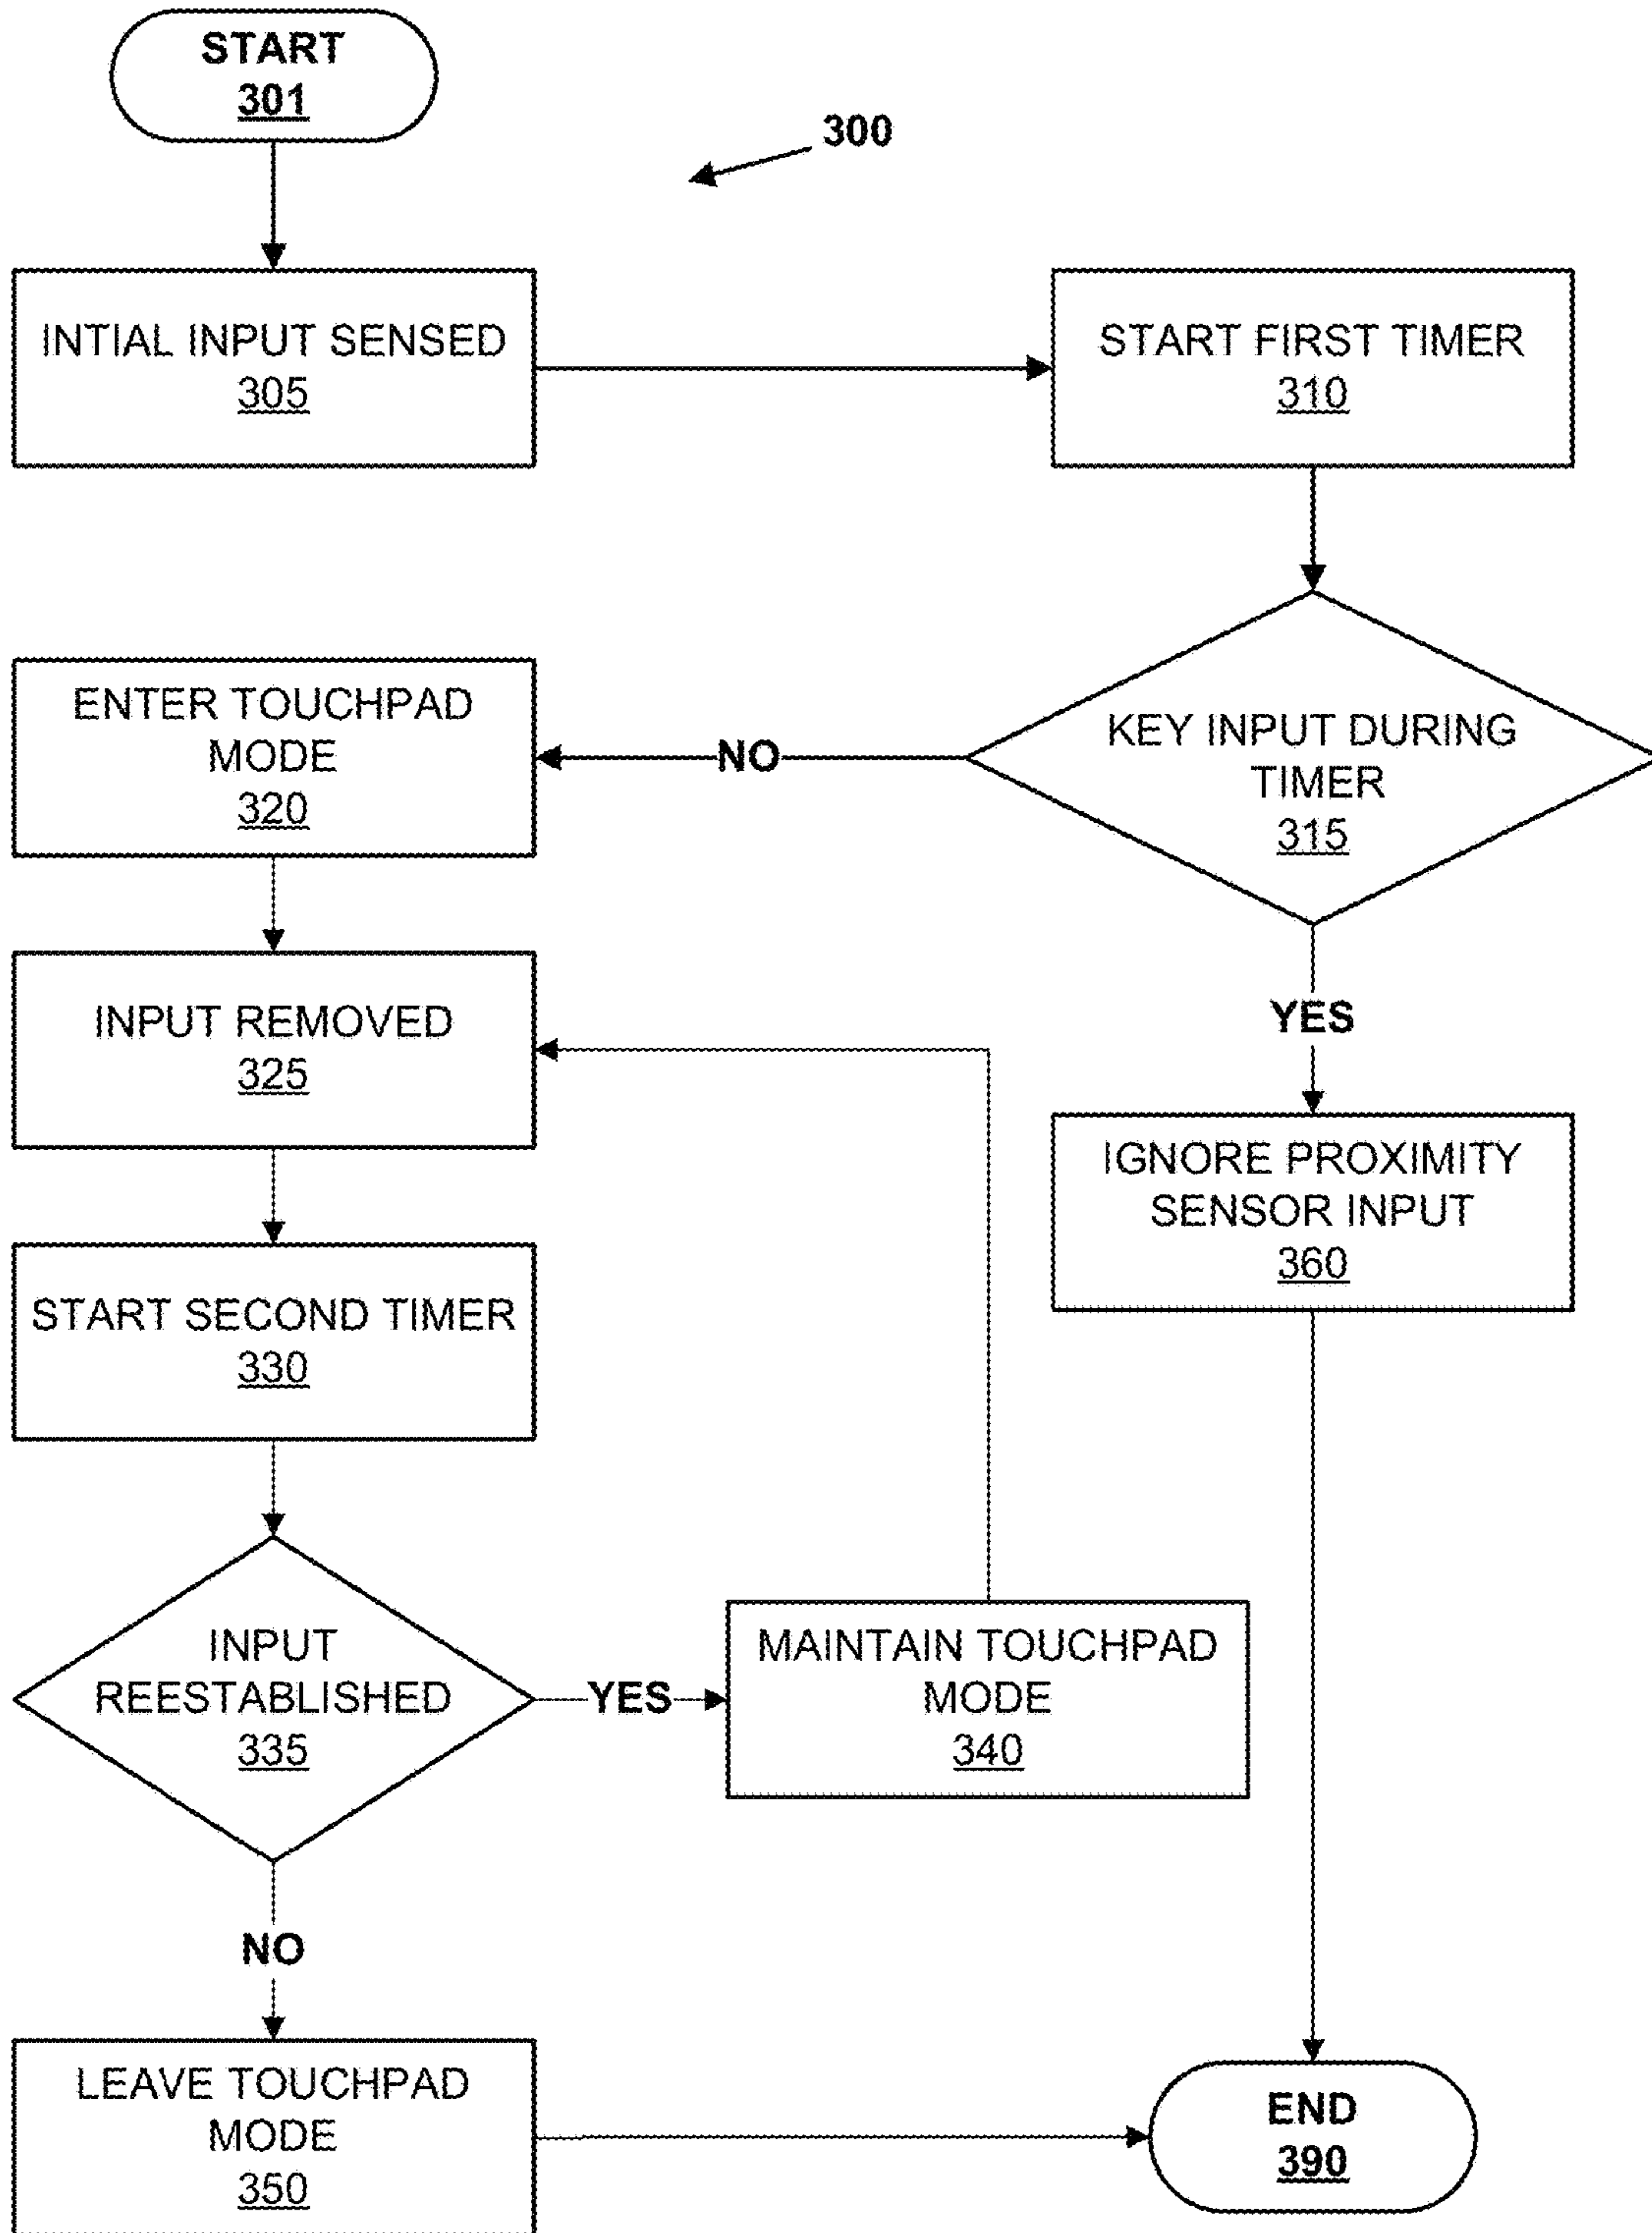 START
301
300
INTIAL INPUT SENSED
305
START FIRST TIMER
310
KEY INPUT DURING
TIMER
315
NO
ENTER TOUCHPAD
MODE
320
YES
INPUT REMOVED
325
IGNORE PROXIMITY
SENSOR INPUT
360
START SECOND TIMER
330
INPUT
REESTABLISHED
335
YES
MAINTAIN TOUCHPAD
MODE
340
NO
LEAVE TOUCHPAD
MODE
350
END
390